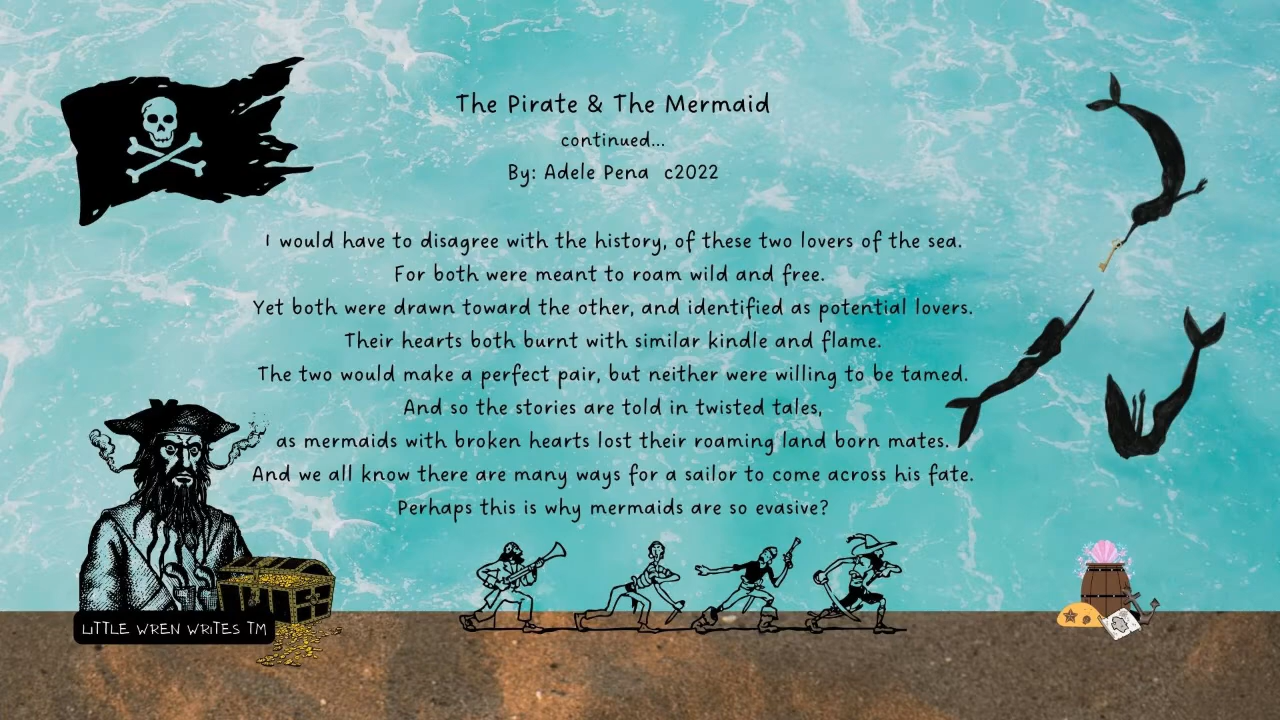 The Pirate & The Mermaid
continued...
By: Adele Pena c2022
I would have to disagree with the history, of these two lovers of the sea.
For both were meant to roam wild and free.
Yet both were drawn toward the other, and identified as potential lovers.
Their hearts both burnt with similar kindle and flame.
The two would make a perfect pair, but neither were willing to be tamed.
And so the stories are told in twisted tales,
as mermaids with broken hearts lost their roaming land born mates.
And we all know there are many ways for a sailor to come across his fate.
Perhaps this is why mermaids are so evasive?
LITTLE WREN WRITES TM